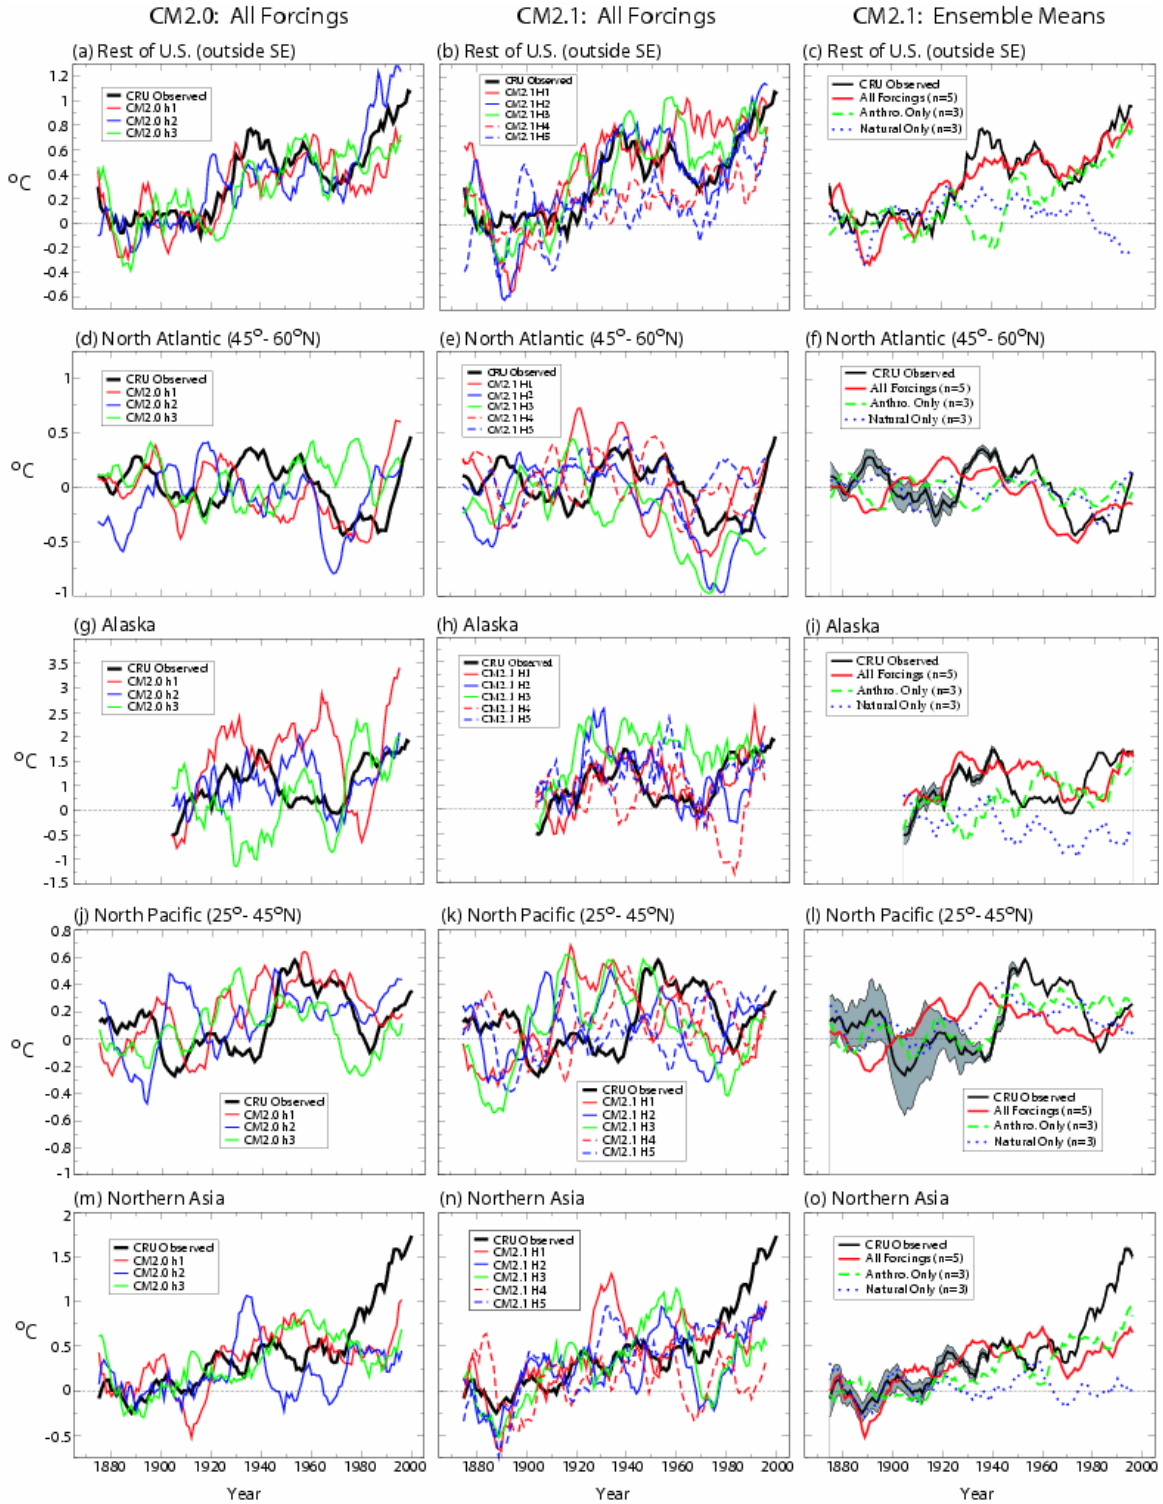 CM2.0: All Forcings
CM2.1: All Forcings
CM2.1: Ensemble Means
(a) Rest of U.S. (outside SE)
(b) Rest of U.S. (outside SE)
(c) Rest of U.S. (outside SE)
1.2
1
0.8
0.6
0.4
0.2
0
-0.2
-0.4
-0.6
°C
CRU Observed
CM2.0 h1
CM2.0 h2
CM2.0 h3
CRU Observed
CM2.1H1
CM2.1H2
CM2.1H3
CM2.1H4
CM2.1H5
CRU Observed
All Forcings (n=5)
Anthro. Only (n=3)
Natural Only (n=3)
(d) North Atlantic (45°- 60°N)
(e) North Atlantic (45°- 60°N)
(f) North Atlantic (45°- 60°N)
1
0.5
0
-0.5
-1
°C
CRU Observed
CM2.0 h1
CM2.0 h2
CM2.0 h3
CRU Observed
CM2.1 H1
CM2.1 H2
CM2.1 H3
CM2.1 H4
CM2.1 H5
CRU Observed
All Forcings (n=5)
Anthro. Only (n=3)
Natural Only (n=3)
(g) Alaska
(h) Alaska
(i) Alaska
3.5
3
2.5
2
1.5
1
0
-0.5
-1
-1.5
°C
CRU Observed
CM2.0 h1
CM2.0 h2
CM2.0 h3
CRU Observed
CM2.1 H1
CM2.1 H2
CM2.1 H3
CM2.1 H4
CM2.1 H5
CRU Observed
All Forcings (n=5)
Anthro. Only (n=3)
Natural Only (n=3)
(j) North Pacific (25°- 45°N)
(k) North Pacific (25°- 45°N)
(l) North Pacific (25°- 45°N)
0.8
0.6
0.4
0.2
0
-0.2
-0.4
-0.6
-0.8
-1
°C
CRU Observed
CM2.0 h1
CM2.0 h2
CM2.0 h3
CRU Observed
CM2.1 H1
CM2.1 H2
CM2.1 H3
CM2.1 H4
CM2.1 H5
CRU Observed
All Forcings (n=5)
Anthro. Only (n=3)
Natural Only (n=3)
(m) Northern Asia
(n) Northern Asia
(o) Northern Asia
2
1.5
1
0.5
0
-0.5
°C
CRU Observed
CM2.0 h1
CM2.0 h2
CM2.0 h3
CRU Observed
CM2.1 H1
CM2.1 H2
CM2.1 H3
CM2.1 H4
CM2.1 H5
CRU Observed
All Forcings (n=5)
Anthro. Only (n=3)
Natural Only (n=3)
1880 1900 1920 1940 1960 1980 2000
1880 1900 1920 1940 1960 1980 2000
1880 1900 1920 1940 1960 1980 2000
Year
Year
Year